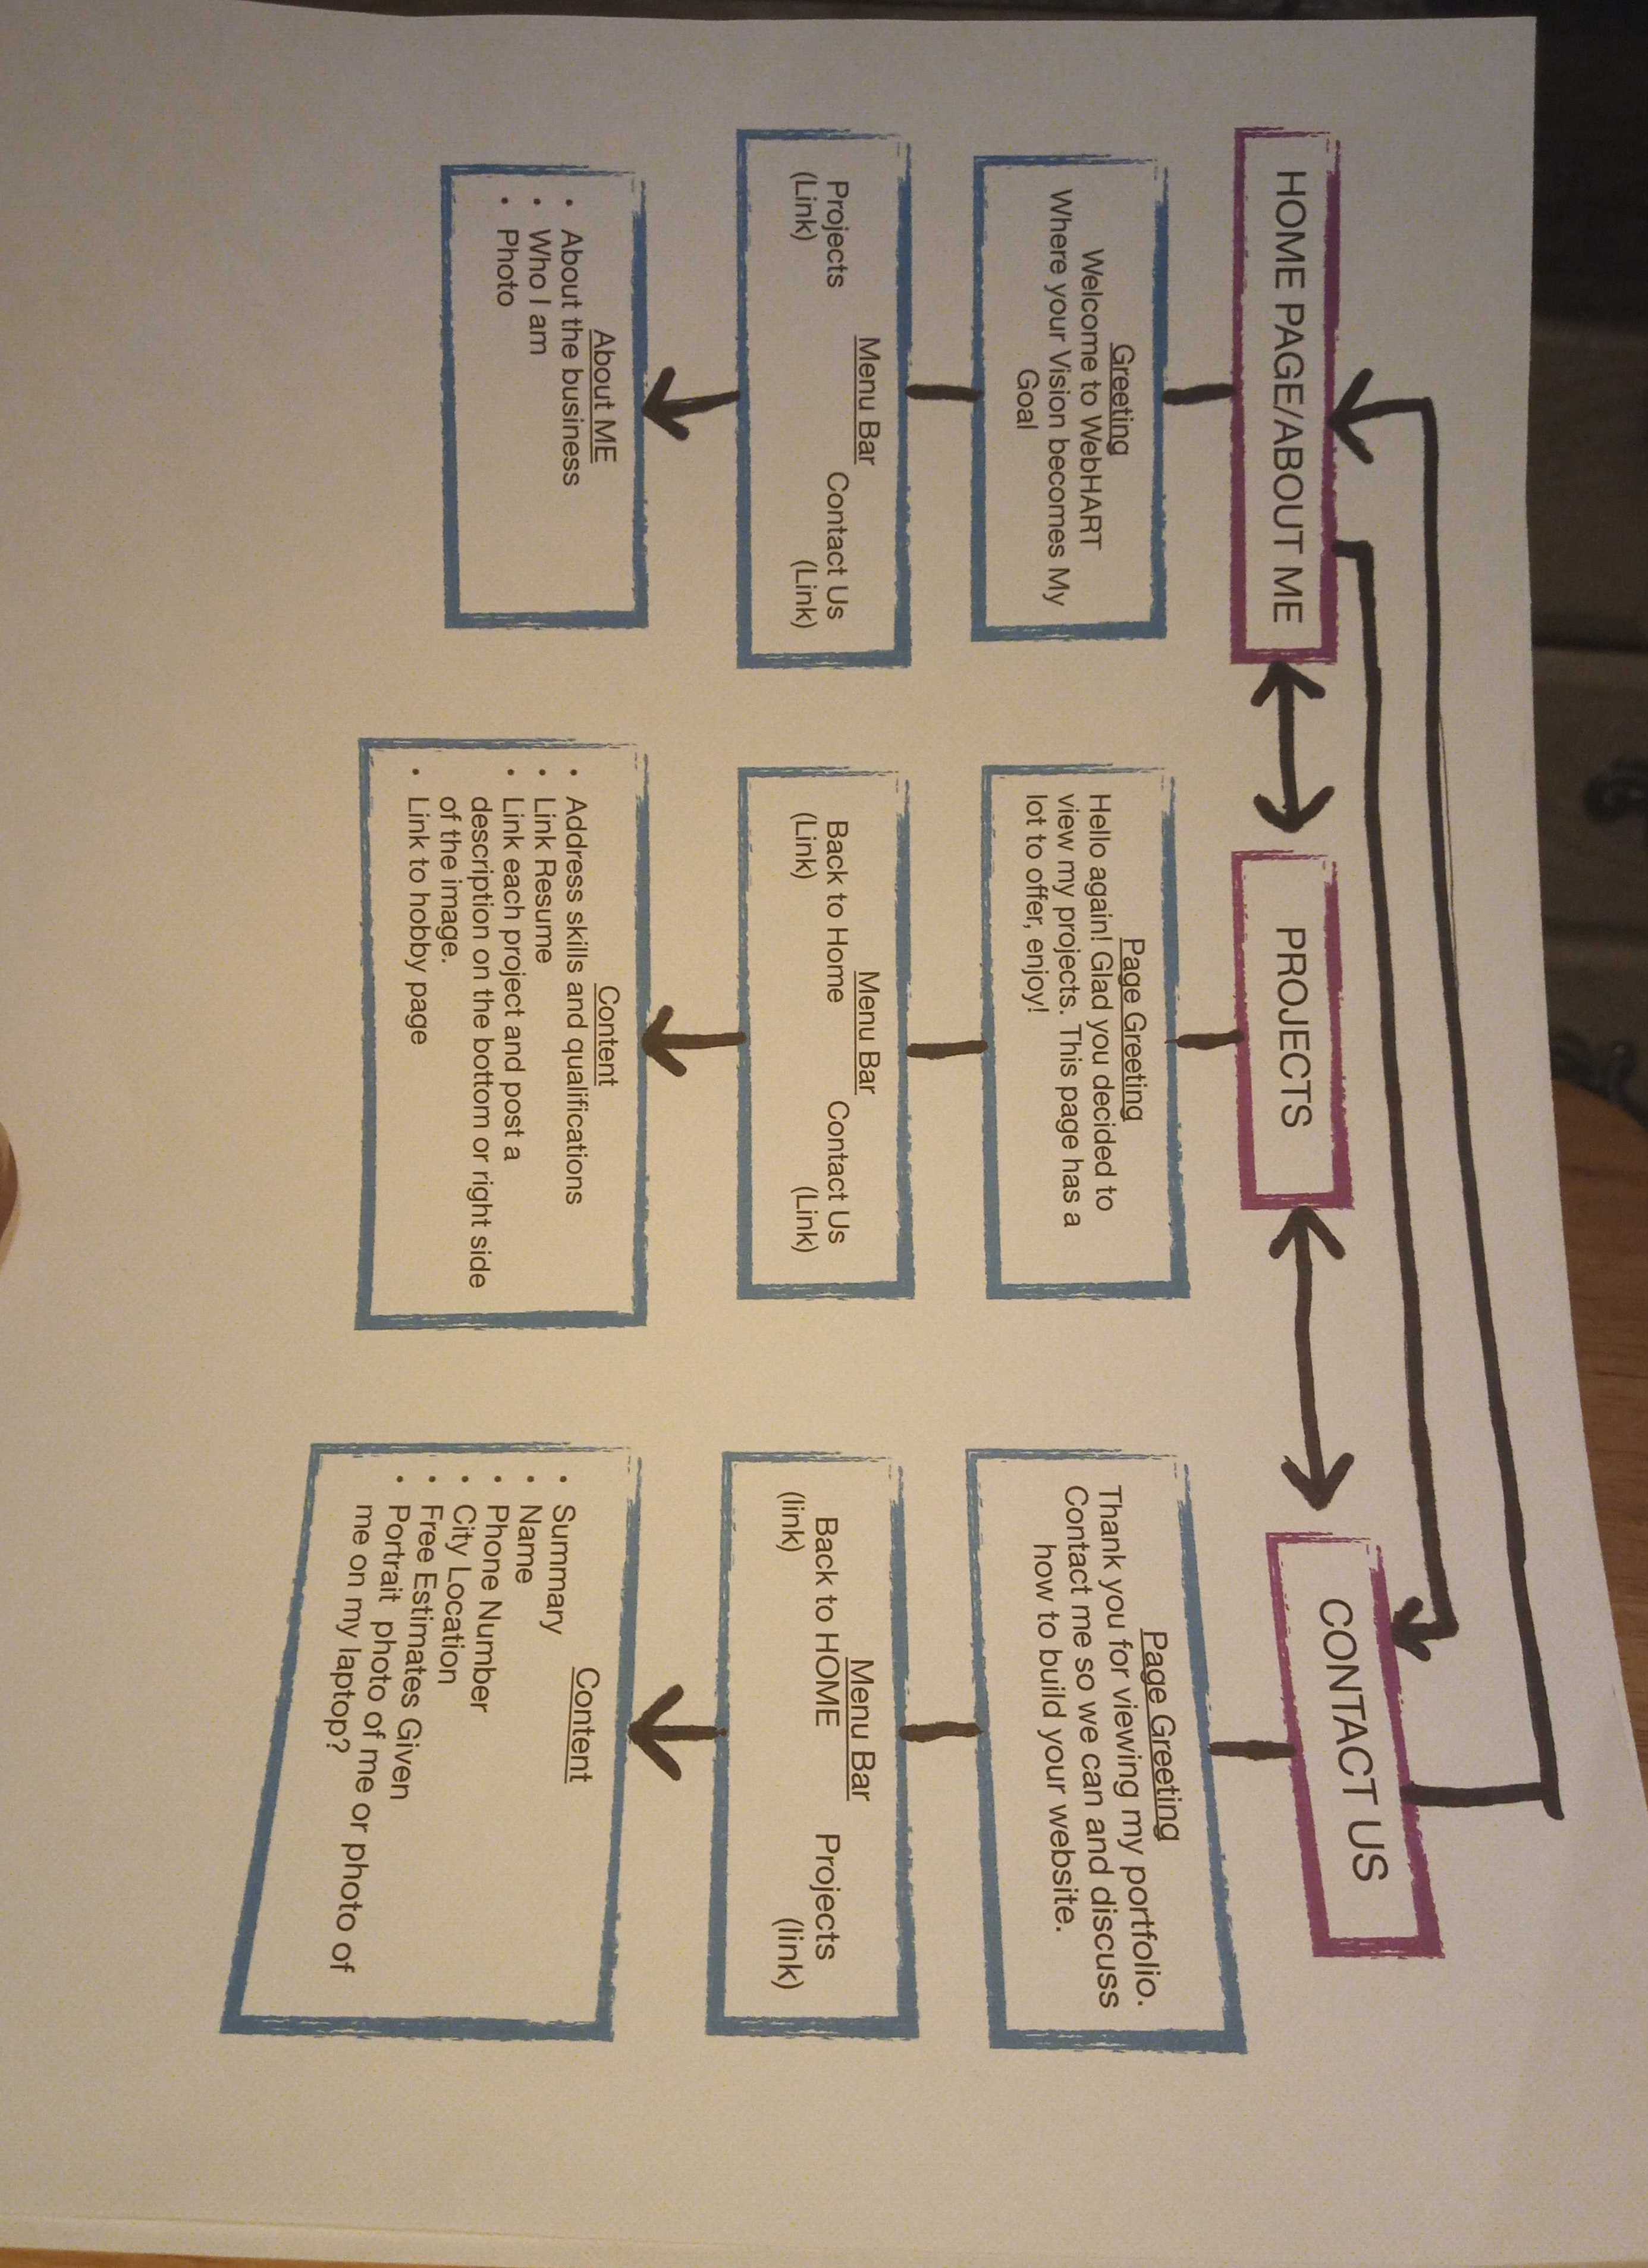 HOME PAGE/ABOUT ME
Greeting
Welcome to WebHART
Where your Vision becomes My
Goal
Menu Bar
Projects Contact Us
(Link) (Link)
About ME
• About the business
• Who I am
• Photo
PROJECTS
Page Greeting
Hello again! Glad you decided to
view my projects. This page has a
lot to offer, enjoy!
Menu Bar
Back to Home Contact Us
(Link) (Link)
Content
• Address skills and qualifications
• Link Resume
• Link each project and post a
description on the bottom or right side
of the image.
• Link to hobby page
CONTACT US
Page Greeting
Thank you for viewing my portfolio.
Contact me so we can and discuss
how to build your website.
Menu Bar
Back to HOME Projects
(link) (link)
Content
• Summary
• Name
• Phone Number
• City Location
• Free Estimates Given
• Portrait photo of me or photo of
me on my laptop?